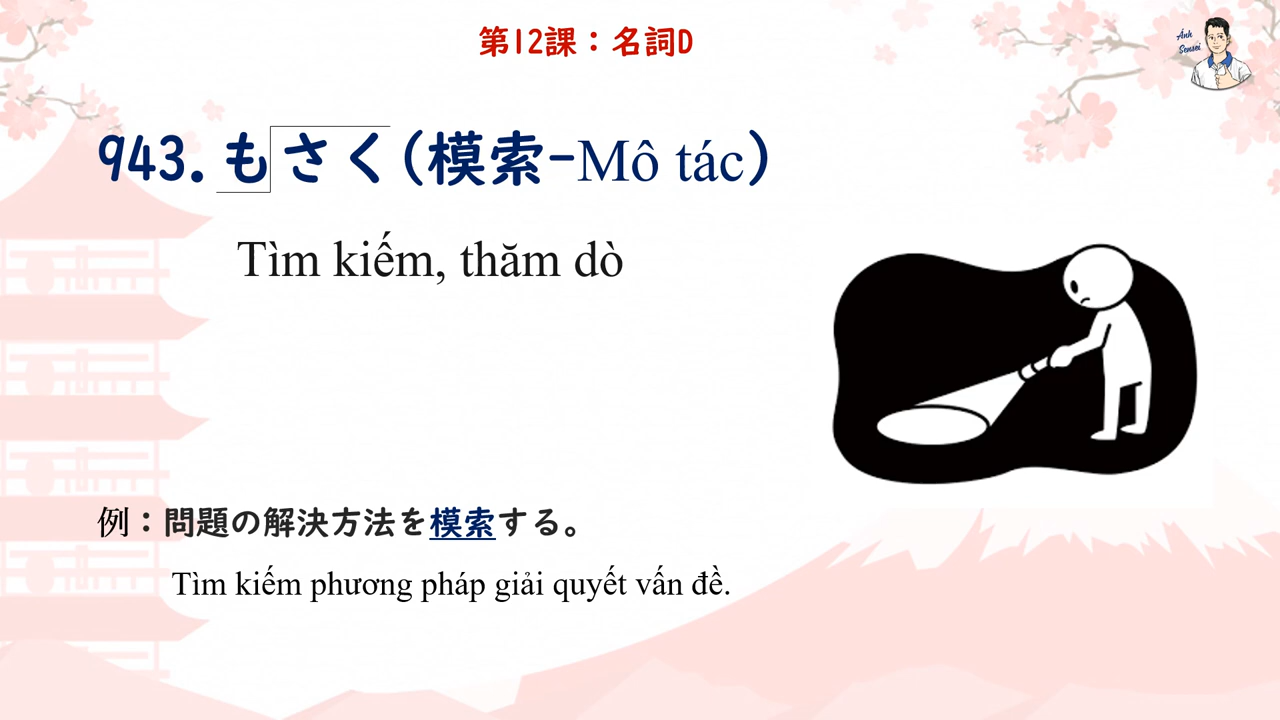 第12課：名詞D
Ánh
Sensei
943. もさく(模索-Mô tác)
Tìm kiếm, thăm dò
例：問題の解決方法を模索する。
Tìm kiếm phương pháp giải quyết vấn đề.